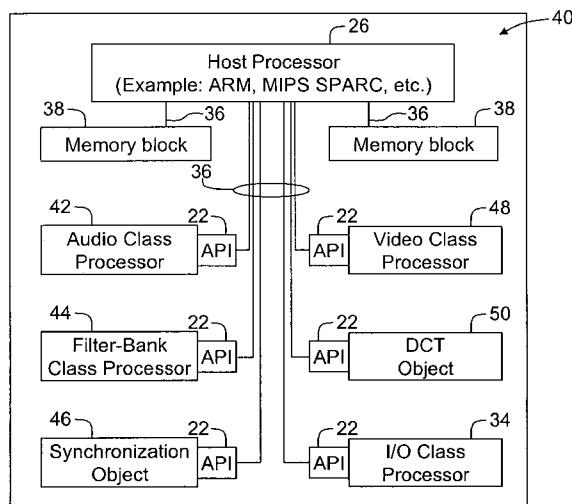 40
26
Host Processor
(Example: ARM, MIPS SPARC, etc.)
38 36 36 38
Memory block Memory block
36
42 22 22 48
Audio Class Processor API API Video Class Processor
44 22 22 50
Filter-Bank Class Processor API API DCT Object
46 22 22 34
Synchronization Object API API I/O Class Processor